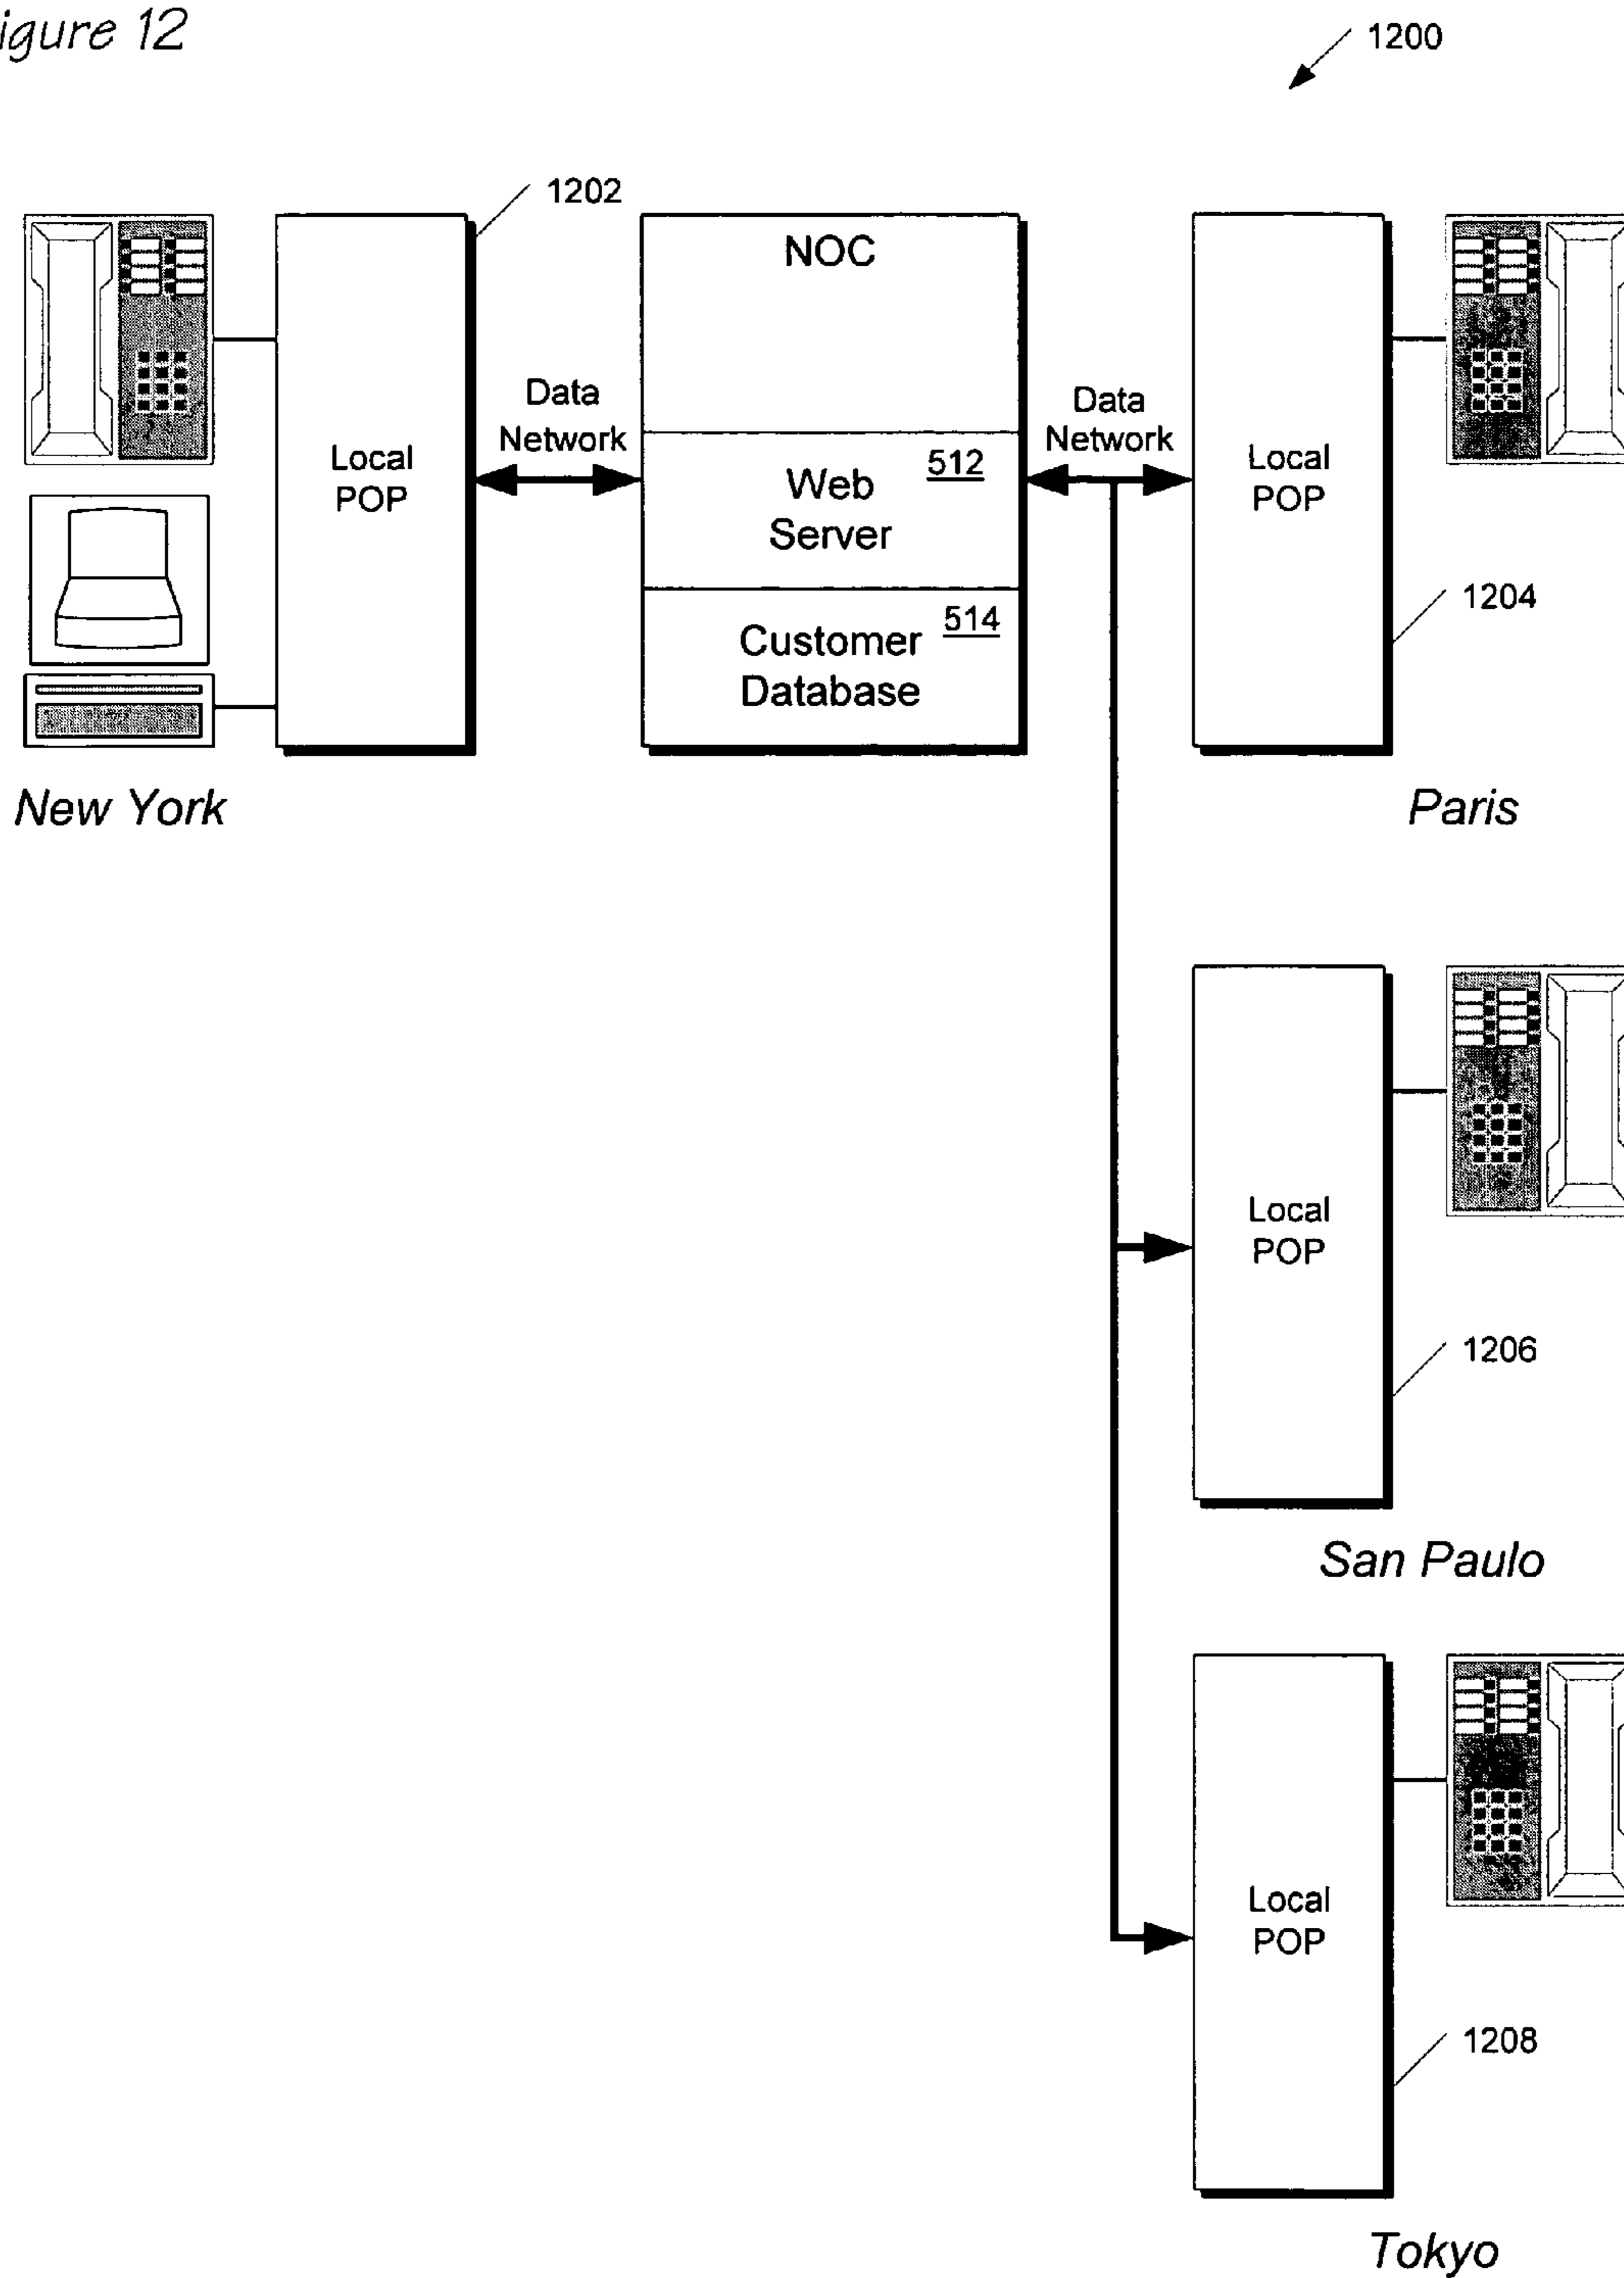 igure 12
1200
1202
NOC
Data
Network
Data
Network
Local
POP
512
Web
Server
Local
POP
514
Customer
Database
1204
New York
Paris
Local
POP
1206
San Paulo
Local
POP
1208
Tokyo